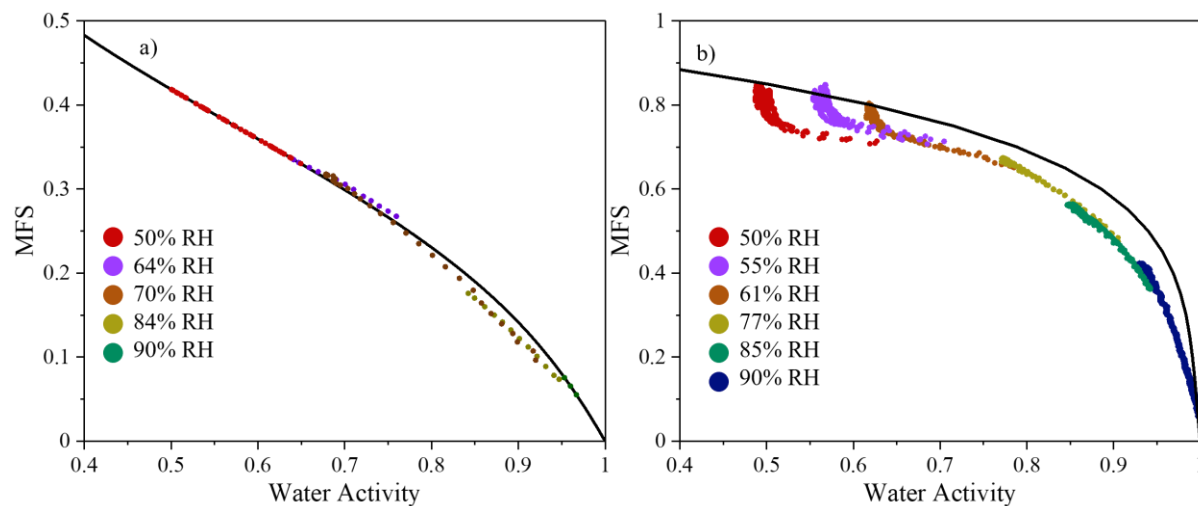 0.5
a)
0.4
0.3
MFS
0.2
0.1
0
50% RH
64% RH
70% RH
84% RH
90% RH
0.4 0.5 0.6 0.7 0.8 0.9 1
Water Activity
1
b)
0.8
0.6
MFS
0.4
0.2
0
50% RH
55% RH
61% RH
77% RH
85% RH
90% RH
0.4 0.5 0.6 0.7 0.8 0.9
Water Activity